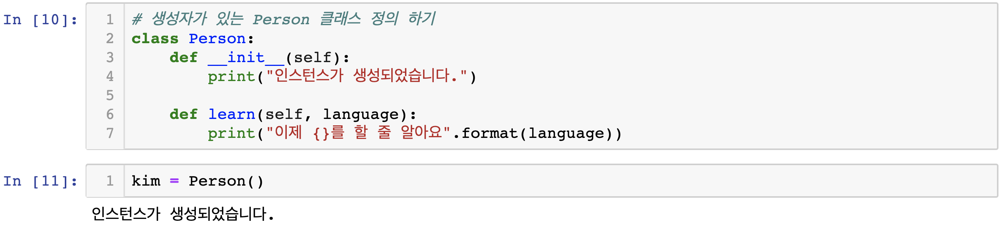 In [10]:
1 # 생성자가 있는 Person 클래스 정의 하기
2 class Person:
3     def __init__(self):
4         print("인스턴스가 생성되었습니다.")
5
6     def learn(self, language):
7         print("이제 {}를 할 줄 알아요".format(language))
In [11]:
1 kim = Person()
인스턴스가 생성되었습니다.